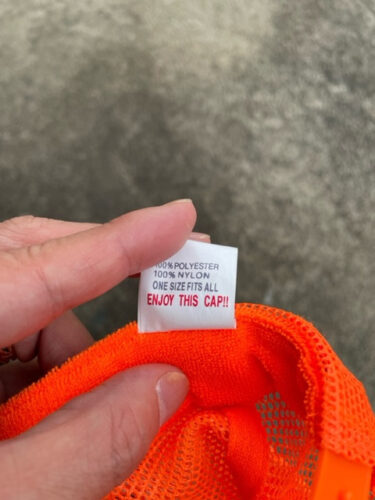 100% POLYESTER
100% NYLON
ONE SIZE FITS ALL
ENJOY THIS CAP!!